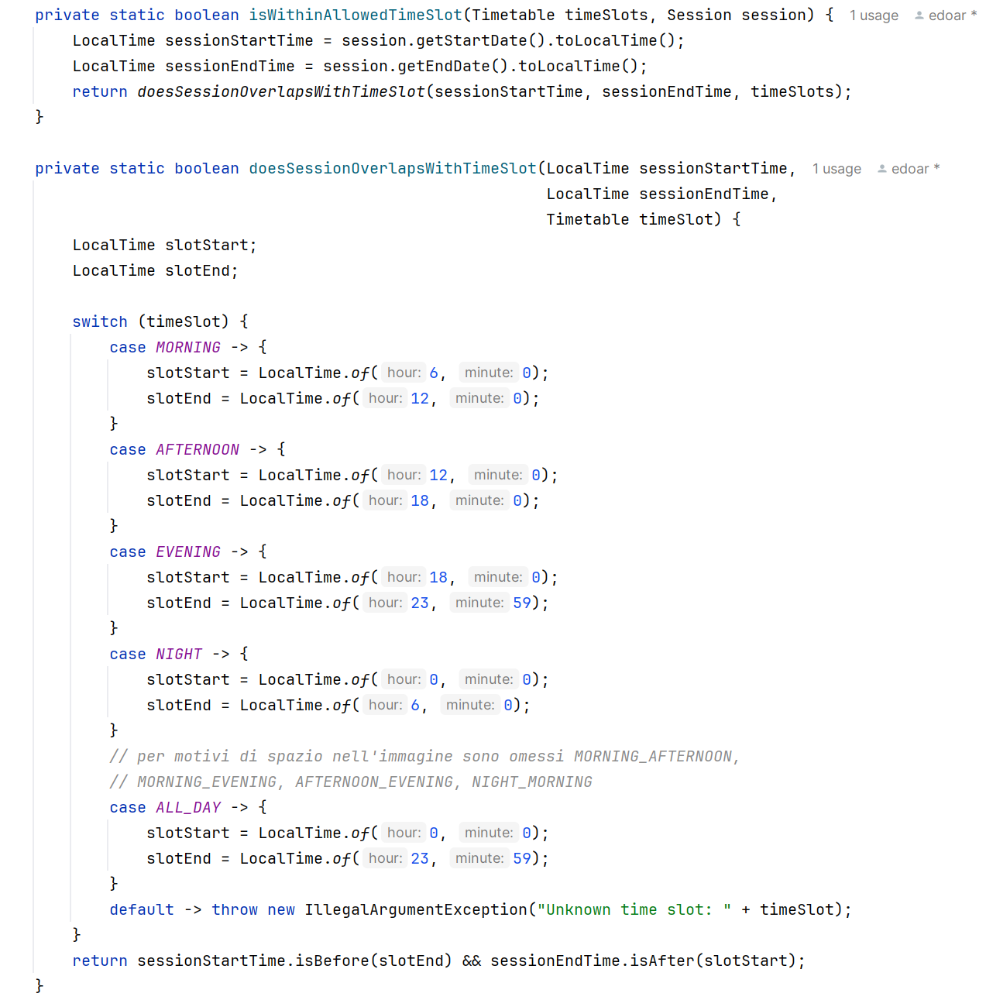 private static boolean isWithinAllowedTimeSlot(Timetable timeSlots, Session session) { 1 usage edoar *
    LocalTime sessionStartTime = session.getStartDate().toLocalTime();
    LocalTime sessionEndTime = session.getEndDate().toLocalTime();
    return doesSessionOverlapsWithTimeSlot(sessionStartTime, sessionEndTime, timeSlots);
}
private static boolean doesSessionOverlapsWithTimeSlot(LocalTime sessionStartTime, 1 usage edoar *
                                                       LocalTime sessionEndTime,
                                                       Timetable timeSlot) {
    LocalTime slotStart;
    LocalTime slotEnd;
    switch (timeSlot) {
        case MORNING -> {
            slotStart = LocalTime.of( hour: 6, minute: 0);
            slotEnd = LocalTime.of( hour: 12, minute: 0);
        }
        case AFTERNOON -> {
            slotStart = LocalTime.of( hour: 12, minute: 0);
            slotEnd = LocalTime.of( hour: 18, minute: 0);
        }
        case EVENING -> {
            slotStart = LocalTime.of( hour: 18, minute: 0);
            slotEnd = LocalTime.of( hour: 23, minute: 59);
        }
        case NIGHT -> {
            slotStart = LocalTime.of( hour: 0, minute: 0);
            slotEnd = LocalTime.of( hour: 6, minute: 0);
        }
        // per motivi di spazio nell'immagine sono omessi MORNING_AFTERNOON,
        // MORNING_EVENING, AFTERNOON_EVENING, NIGHT_MORNING
        case ALL_DAY -> {
            slotStart = LocalTime.of( hour: 0, minute: 0);
            slotEnd = LocalTime.of( hour: 23, minute: 59);
        }
        default -> throw new IllegalArgumentException("Unknown time slot: " + timeSlot);
    }
    return sessionStartTime.isBefore(slotEnd) && sessionEndTime.isAfter(slotStart);
}